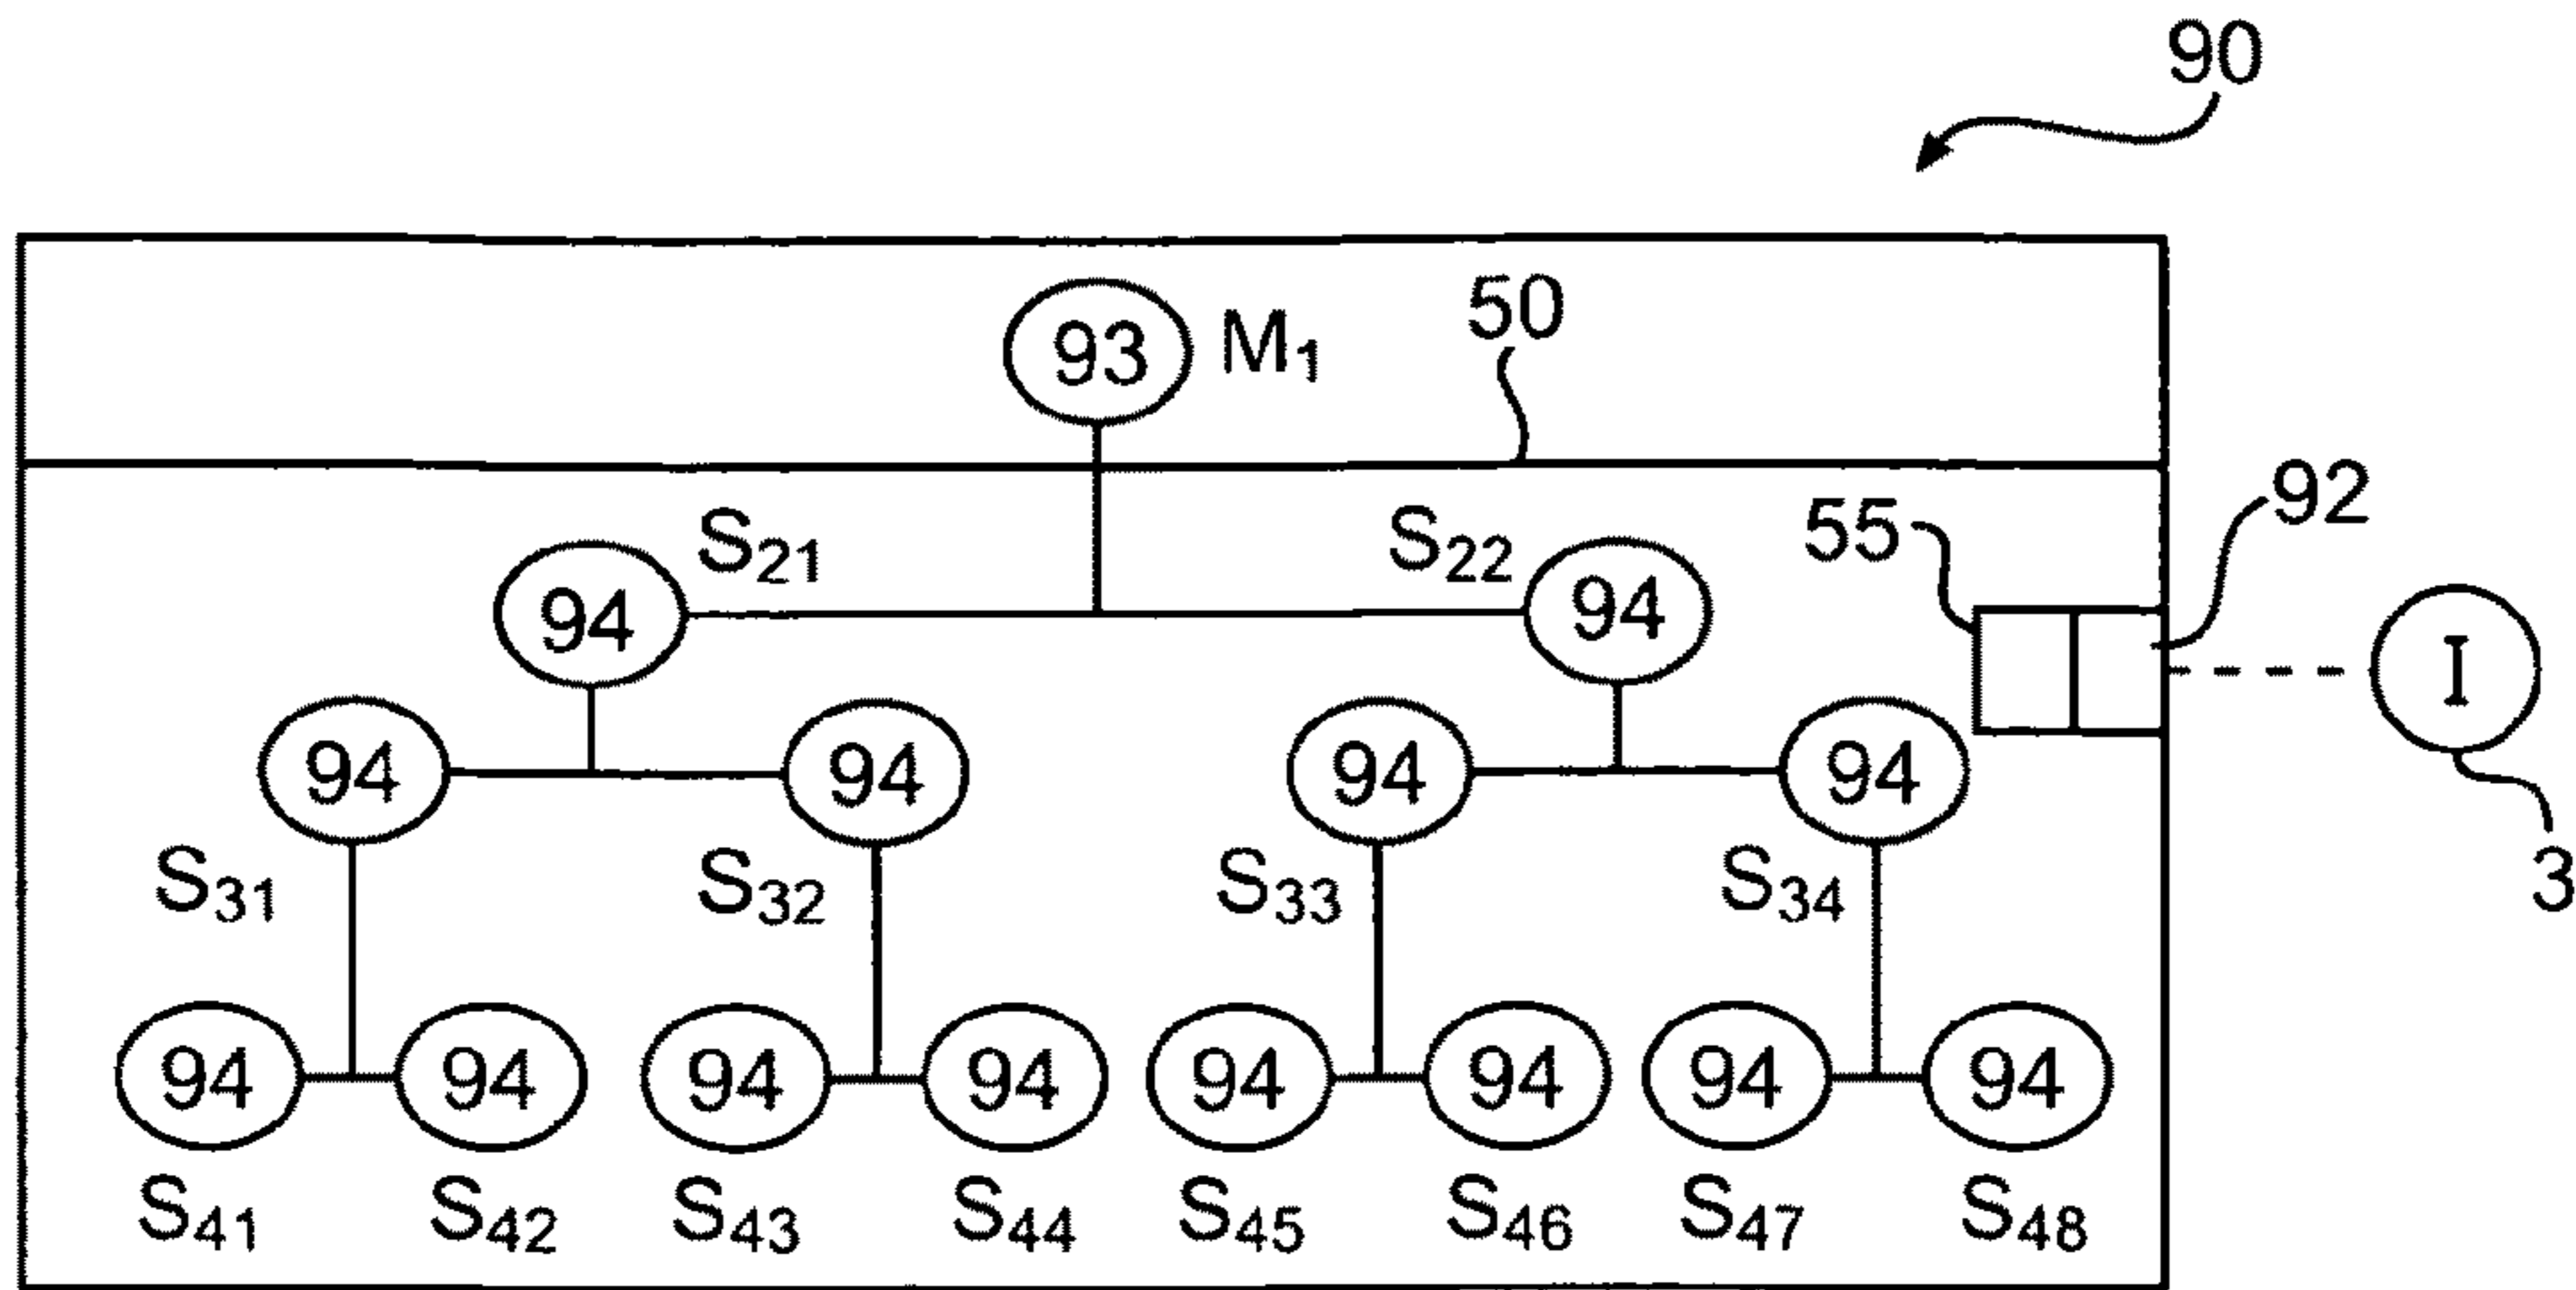 90
93 M₁ 50
S₂₁ S₂₂ 55 92
94 94
I
94 94 94 94
S₃₁ S₃₂ S₃₃ S₃₄ 3
94 94 94 94 94 94 94 94
S₄₁ S₄₂ S₄₃ S₄₄ S₄₅ S₄₆ S₄₇ S₄₈